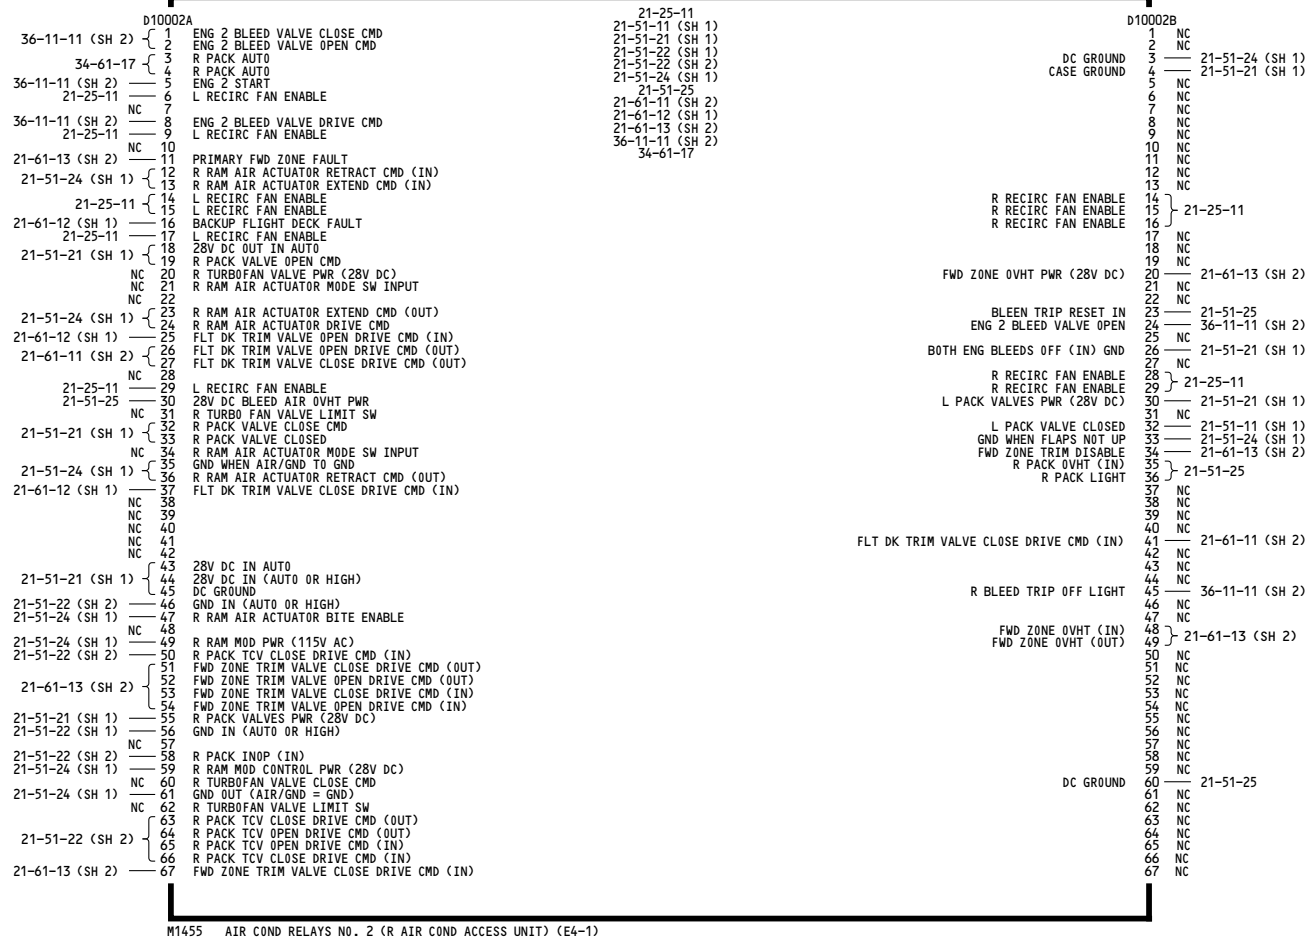 D10002A
36-11-11 (SH 2) 1 ENG 2 BLEED VALVE CLOSE CMD
2 ENG 2 BLEED VALVE OPEN CMD
34-61-17 3 R PACK AUTO
4 R PACK AUTO
36-11-11 (SH 2) 5 ENG 2 START
21-25-11 6 L RECIRC FAN ENABLE
NC 7
36-11-11 (SH 2) 8 ENG 2 BLEED VALVE DRIVE CMD
21-25-11 9 L RECIRC FAN ENABLE
NC 10
21-61-13 (SH 2) 11 PRIMARY FWD ZONE FAULT
21-51-24 (SH 1) 12 R RAM AIR ACTUATOR RETRACT CMD (IN)
13 R RAM AIR ACTUATOR EXTEND CMD (IN)
21-25-11 14 L RECIRC FAN ENABLE
15 L RECIRC FAN ENABLE
21-61-12 (SH 1) 16 BACKUP FLIGHT DECK FAULT
21-25-11 17 L RECIRC FAN ENABLE
21-51-21 (SH 1) 18 28V DC OUT IN AUTO
19 R PACK VALVE OPEN CMD
NC 20 R TURBOFAN VALVE PWR (28V DC)
NC 21 R RAM AIR ACTUATOR MODE SW INPUT
NC 22
21-51-24 (SH 1) 23 R RAM AIR ACTUATOR EXTEND CMD (OUT)
24 R RAM AIR ACTUATOR DRIVE CMD
21-61-12 (SH 1) 25 FLT DK TRIM VALVE OPEN DRIVE CMD (IN)
21-61-11 (SH 2) 26 FLT DK TRIM VALVE OPEN DRIVE CMD (OUT)
27 FLT DK TRIM VALVE CLOSE DRIVE CMD (OUT)
NC 28
21-25-11 29 L RECIRC FAN ENABLE
21-51-25 30 28V DC BLEED AIR OVHT PWR
NC 31 R TURBO FAN VALVE LIMIT SW
21-51-21 (SH 1) 32 R PACK VALVE CLOSE CMD
33 R PACK VALVE CLOSED
NC 34 R RAM AIR ACTUATOR MODE SW INPUT
21-51-24 (SH 1) 35 GND WHEN AIR/GND TO GND
36 R RAM AIR ACTUATOR RETRACT CMD (OUT)
21-61-12 (SH 1) 37 FLT DK TRIM VALVE CLOSE DRIVE CMD (IN)
NC 38
NC 39
NC 40
NC 41
NC 42
21-51-21 (SH 1) 43 28V DC IN AUTO
44 28V DC IN (AUTO OR HIGH)
45 DC GROUND
21-51-22 (SH 2) 46 GND IN (AUTO OR HIGH)
21-51-24 (SH 1) 47 R RAM AIR ACTUATOR BITE ENABLE
NC 48
21-51-24 (SH 1) 49 R RAM MOD PWR (115V AC)
21-51-22 (SH 2) 50 R PACK TCV CLOSE DRIVE CMD (IN)
21-61-13 (SH 2) 51 FWD ZONE TRIM VALVE CLOSE DRIVE CMD (OUT)
52 FWD ZONE TRIM VALVE OPEN DRIVE CMD (OUT)
53 FWD ZONE TRIM VALVE CLOSE DRIVE CMD (IN)
54 FWD ZONE TRIM VALVE OPEN DRIVE CMD (IN)
21-51-21 (SH 1) 55 R PACK VALVES PWR (28V DC)
21-51-22 (SH 1) 56 GND IN (AUTO OR HIGH)
NC 57
21-51-22 (SH 2) 58 R PACK INOP (IN)
21-51-24 (SH 1) 59 R RAM MOD CONTROL PWR (28V DC)
NC 60 R TURBOFAN VALVE CLOSE CMD
21-51-24 (SH 1) 61 GND OUT (AIR/GND = GND)
NC 62 R TURBOFAN VALVE LIMIT SW
21-51-22 (SH 2) 63 R PACK TCV CLOSE DRIVE CMD (OUT)
64 R PACK TCV OPEN DRIVE CMD (OUT)
65 R PACK TCV OPEN DRIVE CMD (IN)
66 R PACK TCV CLOSE DRIVE CMD (IN)
21-61-13 (SH 2) 67 FWD ZONE TRIM VALVE CLOSE DRIVE CMD (IN)
21-25-11
21-51-11 (SH 1)
21-51-21 (SH 1)
21-51-22 (SH 1)
21-51-22 (SH 2)
21-51-24 (SH 1)
21-51-25
21-61-11 (SH 2)
21-61-12 (SH 1)
21-61-13 (SH 2)
36-11-11 (SH 2)
34-61-17
D10002B
1 NC
2 NC
DC GROUND 3 21-51-24 (SH 1)
CASE GROUND 4 21-51-21 (SH 1)
5 NC
6 NC
7 NC
8 NC
9 NC
10 NC
11 NC
12 NC
13 NC
R RECIRC FAN ENABLE 14
R RECIRC FAN ENABLE 15 21-25-11
R RECIRC FAN ENABLE 16
17 NC
18 NC
19 NC
FWD ZONE OVHT PWR (28V DC) 20 21-61-13 (SH 2)
21 NC
22 NC
BLEEN TRIP RESET IN 23 21-51-25
ENG 2 BLEED VALVE OPEN 24 36-11-11 (SH 2)
25 NC
BOTH ENG BLEEDS OFF (IN) GND 26 21-51-21 (SH 1)
27 NC
R RECIRC FAN ENABLE 28 21-25-11
R RECIRC FAN ENABLE 29
L PACK VALVES PWR (28V DC) 30 21-51-21 (SH 1)
31 NC
L PACK VALVE CLOSED 32 21-51-11 (SH 1)
GND WHEN FLAPS NOT UP 33 21-51-24 (SH 1)
FWD ZONE TRIM DISABLE 34 21-61-13 (SH 2)
R PACK OVHT (IN) 35 21-51-25
R PACK LIGHT 36
37 NC
38 NC
39 NC
40 NC
FLT DK TRIM VALVE CLOSE DRIVE CMD (IN) 41 21-61-11 (SH 2)
42 NC
43 NC
44 NC
R BLEED TRIP OFF LIGHT 45 36-11-11 (SH 2)
46 NC
47 NC
FWD ZONE OVHT (IN) 48 21-61-13 (SH 2)
FWD ZONE OVHT (OUT) 49
50 NC
51 NC
52 NC
53 NC
54 NC
55 NC
56 NC
57 NC
58 NC
59 NC
DC GROUND 60 21-51-25
61 NC
62 NC
63 NC
64 NC
65 NC
66 NC
67 NC
M1455 AIR COND RELAYS NO. 2 (R AIR COND ACCESS UNIT) (E4-1)